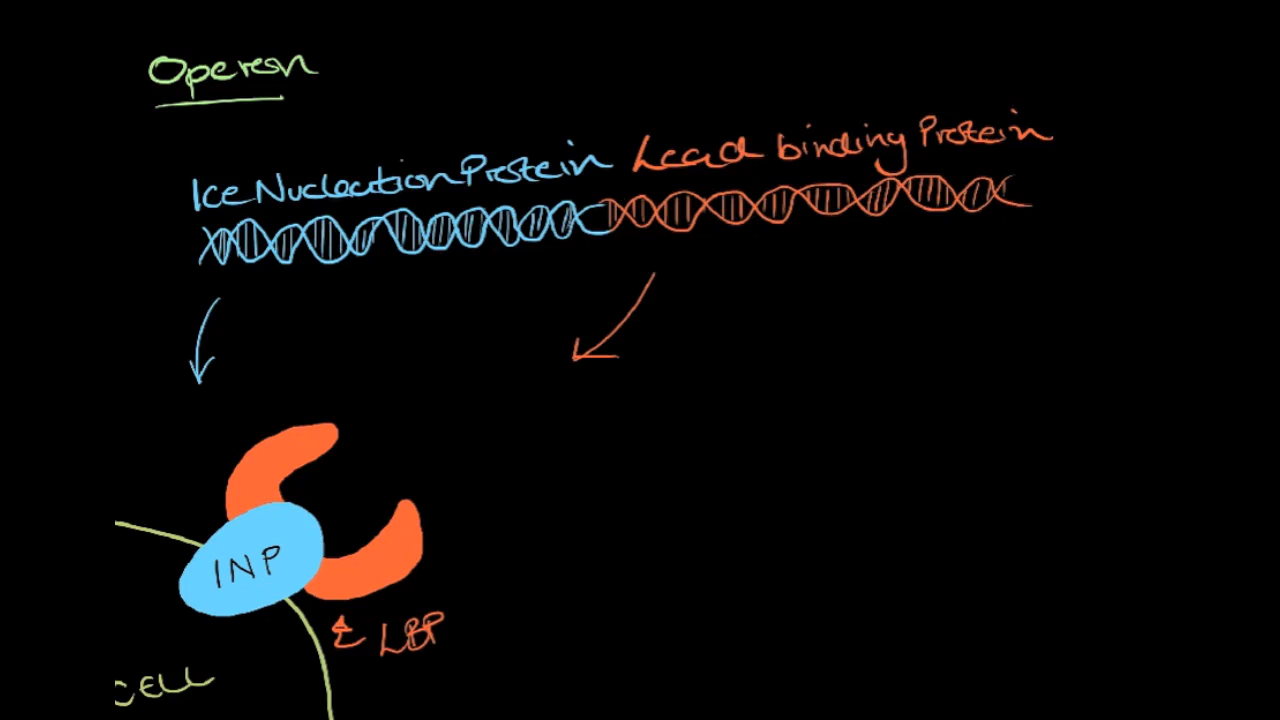 Operon
Ice Nucleation Protein Lead binding Protein
INP
LBP
CELL